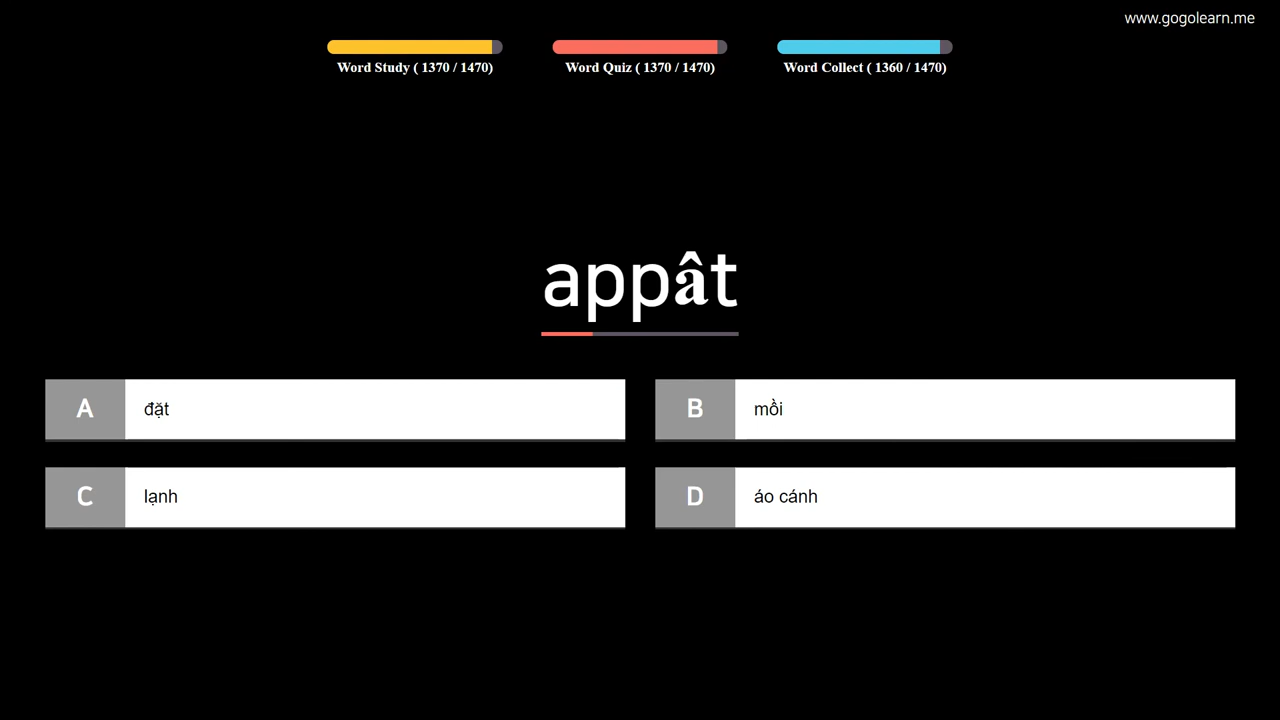 www.gogolearn.me
Word Study ( 1370 / 1470) Word Quiz ( 1370 / 1470) Word Collect ( 1360 / 1470)
appât
A đặt
B mồi
C lạnh
D áo cánh